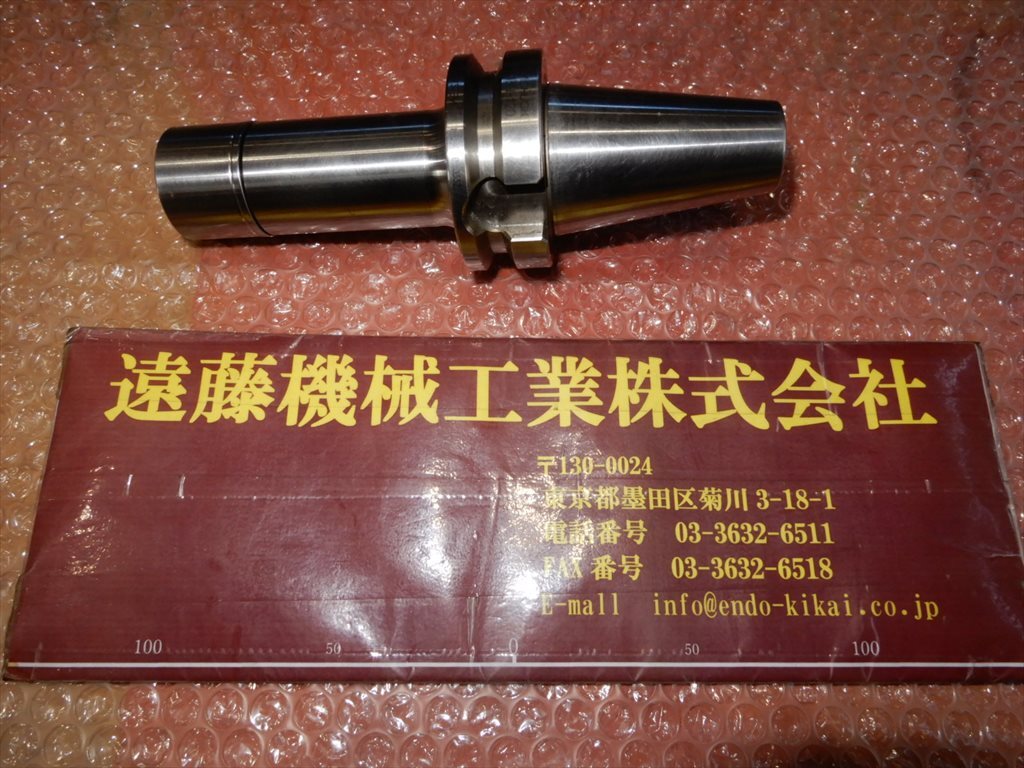 遠藤機械工業株式会社
〒130-0024
東京都墨田区菊川 3-18-1
電話番号 03-3632-6511
FAX 番号 03-3632-6518
E-mall info@endo-kikai.co.jp
100 50 0 50 100